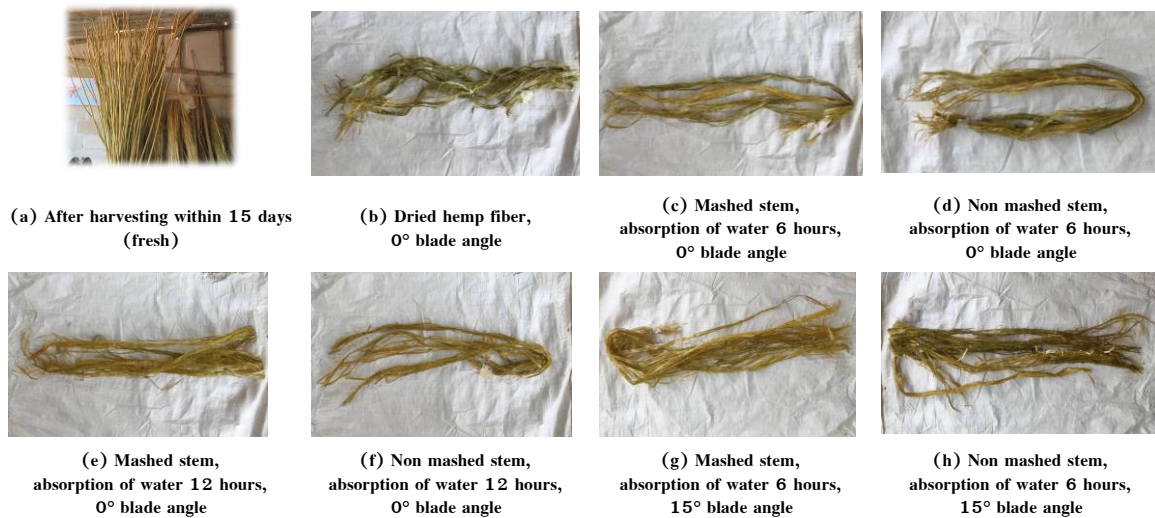 (a) After harvesting within 15 days
(fresh)
(b) Dried hemp fiber,
0° blade angle
(c) Mashed stem,
absorption of water 6 hours,
0° blade angle
(d) Non mashed stem,
absorption of water 6 hours,
0° blade angle
(e) Mashed stem,
absorption of water 12 hours,
0° blade angle
(f) Non mashed stem,
absorption of water 12 hours,
0° blade angle
(g) Mashed stem,
absorption of water 6 hours,
15° blade angle
(h) Non mashed stem,
absorption of water 6 hours,
15° blade angle